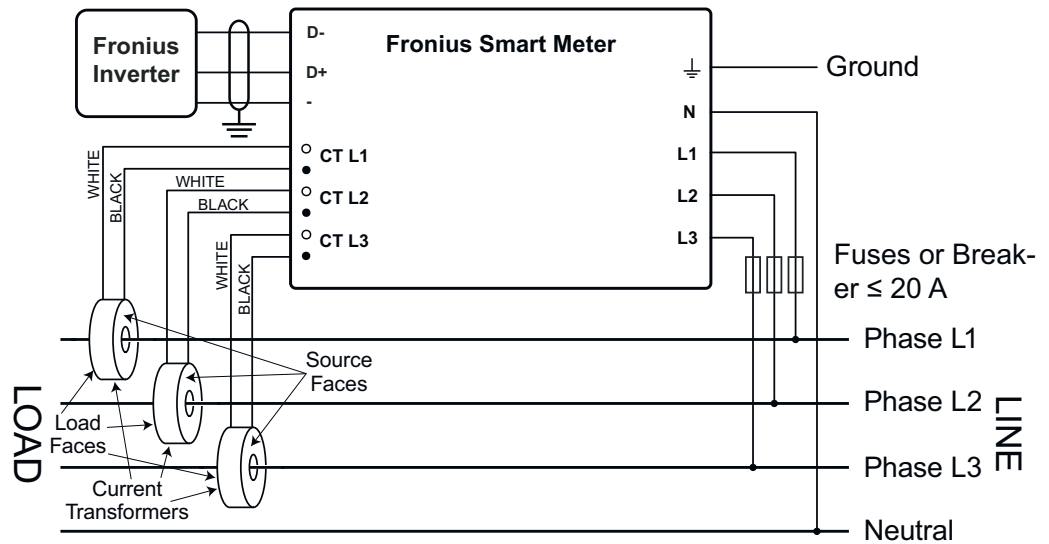 Fronius
Inverter
D-
D+
-
Fronius Smart Meter
Ground
N
L1
L2
L3
CT L1
CT L2
CT L3
WHITE
BLACK
WHITE
BLACK
WHITE
BLACK
Fuses or Break-
er ≤ 20 A
Source
Faces
Phase L1
Phase L2
Phase L3
Neutral
LOAD
LINE
Load
Faces
Current
Transformers